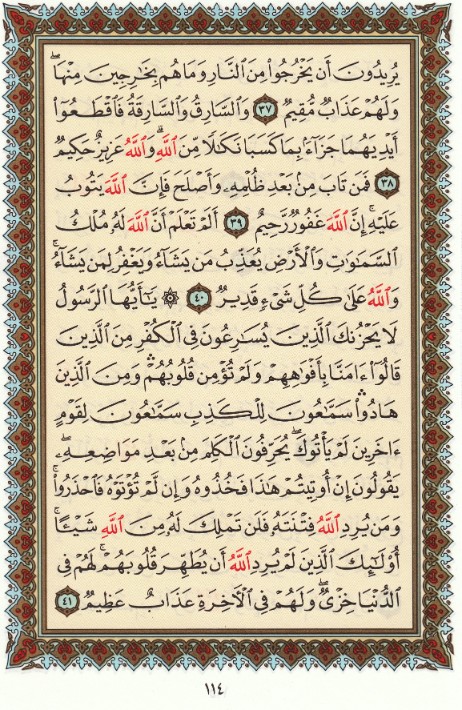 يُرِيدُونَ أَن يَخْرُجُوا۟ مِنَ ٱلنَّارِ وَمَا هُم بِخَٰرِجِينَ مِنْهَا ۖ
وَلَهُمْ عَذَابٌ مُّقِيمٌ ٣٧ وَٱلسَّارِقُ وَٱلسَّارِقَةُ فَٱقْطَعُوٓا۟
أَيْدِيَهُمَا جَزَآءًۢ بِمَا كَسَبَا نَكَٰلًا مِّنَ ٱللَّهِ ۗ وَٱللَّهُ عَزِيزٌ حَكِيمٌ
٣٨ فَمَن تَابَ مِنۢ بَعْدِ ظُلْمِهِۦ وَأَصْلَحَ فَإِنَّ ٱللَّهَ يَتُوبُ
عَلَيْهِ ۗ إِنَّ ٱللَّهَ غَفُورٌ رَّحِيمٌ ٣٩ أَلَمْ تَعْلَمْ أَنَّ ٱللَّهَ لَهُۥ مُلْكُ
ٱلسَّمَٰوَٰتِ وَٱلْأَرْضِ يُعَذِّبُ مَن يَشَآءُ وَيَغْفِرُ لِمَن يَشَآءُ ۗ
وَٱللَّهُ عَلَىٰ كُلِّ شَىْءٍ قَدِيرٌ ٤٠ ۞ يَٰٓأَيُّهَا ٱلرَّسُولُ
لَا يَحْزُنكَ ٱلَّذِينَ يُسَٰرِعُونَ فِى ٱلْكُفْرِ مِنَ ٱلَّذِينَ
قَالُوٓا۟ ءَامَنَّا بِأَفْوَٰهِهِمْ وَلَمْ تُؤْمِن قُلُوبُهُمْ ۛ وَمِنَ ٱلَّذِينَ
هَادُوا۟ ۛ سَمَّٰعُونَ لِلْكَذِبِ سَمَّٰعُونَ لِقَوْمٍ
ءَاخَرِينَ لَمْ يَأْتُوكَ ۖ يُحَرِّفُونَ ٱلْكَلِمَ مِنۢ بَعْدِ مَوَاضِعِهِۦ ۖ
يَقُولُونَ إِنْ أُوتِيتُمْ هَٰذَا فَخُذُوهُ وَإِن لَّمْ تُؤْتَوْهُ فَٱحْذَرُوا۟ ۚ
وَمَن يُرِدِ ٱللَّهُ فِتْنَتَهُۥ فَلَن تَمْلِكَ لَهُۥ مِنَ ٱللَّهِ شَيْـًٔا ۚ
أُو۟لَٰٓئِكَ ٱلَّذِينَ لَمْ يُرِدِ ٱللَّهُ أَن يُطَهِّرَ قُلُوبَهُمْ ۚ لَهُمْ فِى
ٱلدُّنْيَا خِزْىٌ ۖ وَلَهُمْ فِى ٱلْءَاخِرَةِ عَذَابٌ عَظِيمٌ ٤١
١١٤